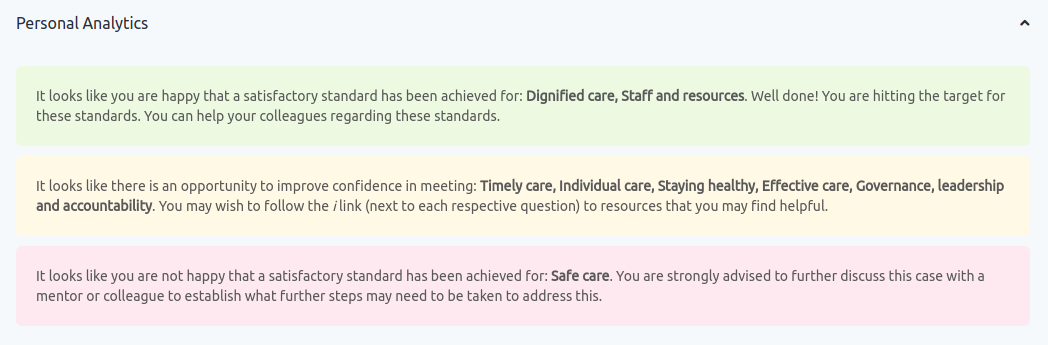 Personal Analytics
It looks like you are happy that a satisfactory standard has been achieved for: Dignified care, Staff and resources. Well done! You are hitting the target for
these standards. You can help your colleagues regarding these standards.
It looks like there is an opportunity to improve confidence in meeting: Timely care, Individual care, Staying healthy, Effective care, Governance, leadership
and accountability. You may wish to follow the i link (next to each respective question) to resources that you may find helpful.
It looks like you are not happy that a satisfactory standard has been achieved for: Safe care. You are strongly advised to further discuss this case with a
mentor or colleague to establish what further steps may need to be taken to address this.